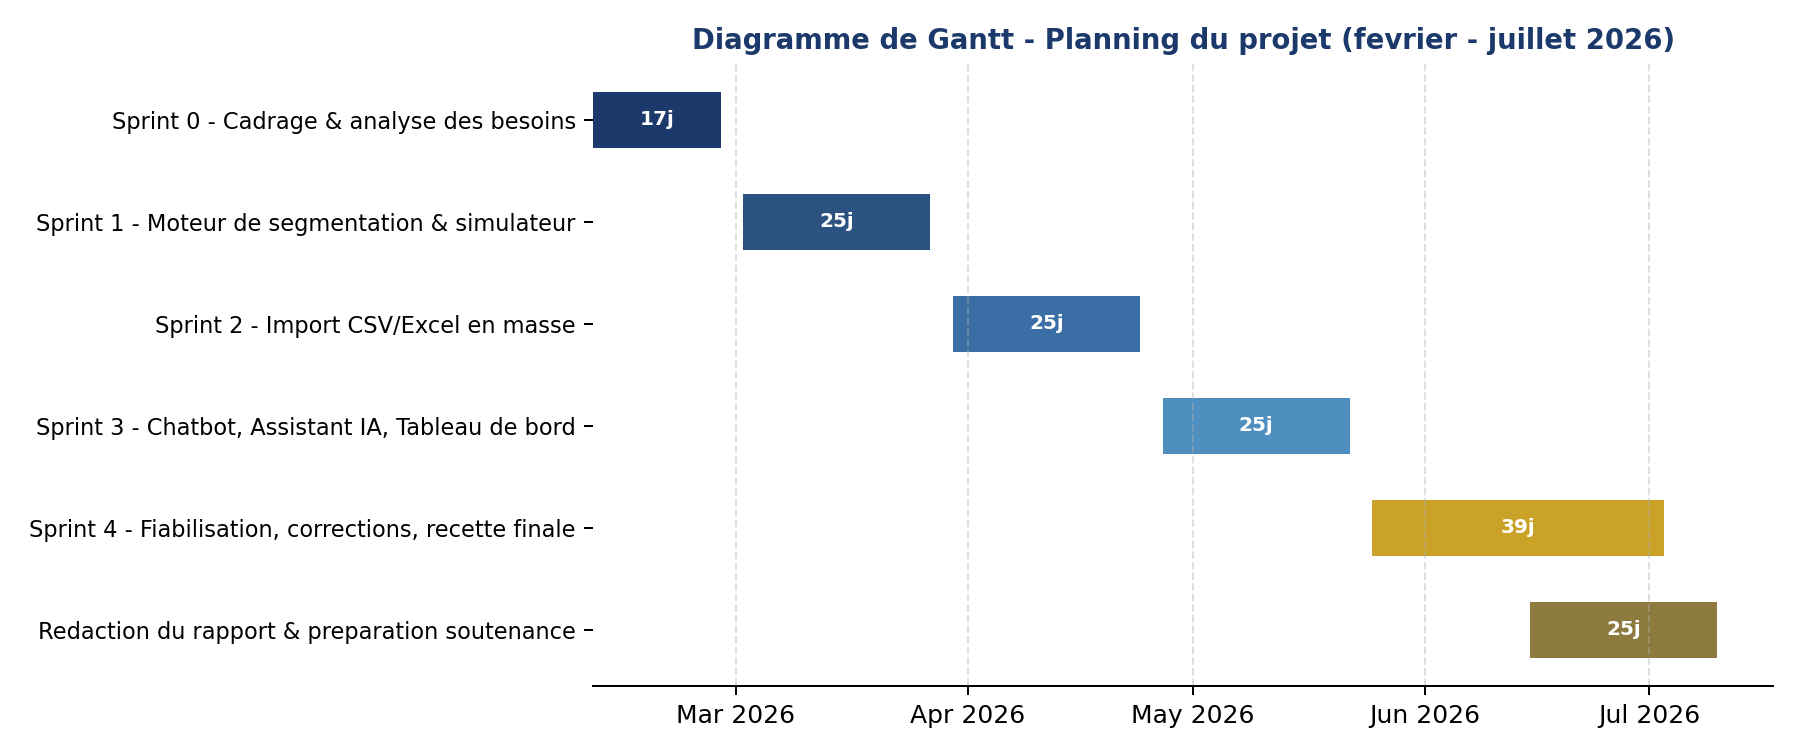 Diagramme de Gantt - Planning du projet (fevrier - juillet 2026)
Sprint 0 - Cadrage & analyse des besoins
17j
Sprint 1 - Moteur de segmentation & simulateur
25j
Sprint 2 - Import CSV/Excel en masse
25j
Sprint 3 - Chatbot, Assistant IA, Tableau de bord
25j
Sprint 4 - Fiabilisation, corrections, recette finale
39j
Redaction du rapport & preparation soutenance
25j
Mar 2026
Apr 2026
May 2026
Jun 2026
Jul 2026